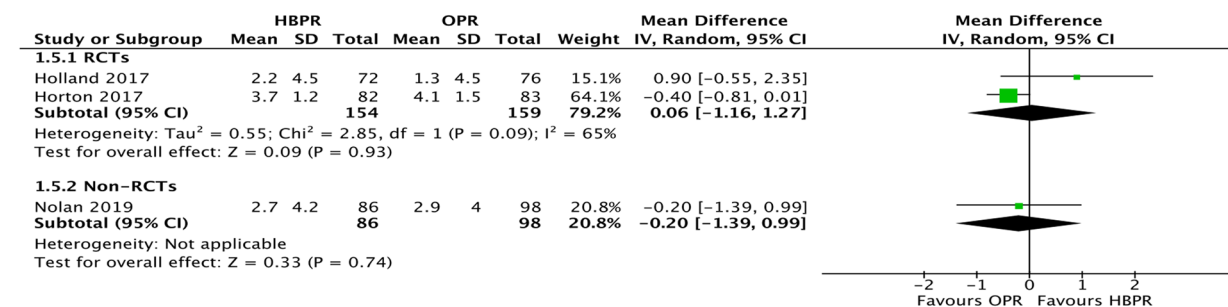 HBPR OPR Mean Difference Mean Difference
Study or Subgroup Mean SD Total Mean SD Total Weight IV, Random, 95% CI IV, Random, 95% CI
1.5.1 RCTs
Holland 2017 2.2 4.5 72 1.3 4.5 76 15.1% 0.90 [-0.55, 2.35]
Horton 2017 3.7 1.2 82 4.1 1.5 83 64.1% -0.40 [-0.81, 0.01]
Subtotal (95% CI) 154 159 79.2% 0.06 [-1.16, 1.27]
Heterogeneity: Tau² = 0.55; Chi² = 2.85, df = 1 (P = 0.09); I² = 65%
Test for overall effect: Z = 0.09 (P = 0.93)
1.5.2 Non-RCTs
Nolan 2019 2.7 4.2 86 2.9 4 98 20.8% -0.20 [-1.39, 0.99]
Subtotal (95% CI) 86 98 20.8% -0.20 [-1.39, 0.99]
Heterogeneity: Not applicable
Test for overall effect: Z = 0.33 (P = 0.74)
-2 -1 0 1 2
Favours OPR Favours HBPR